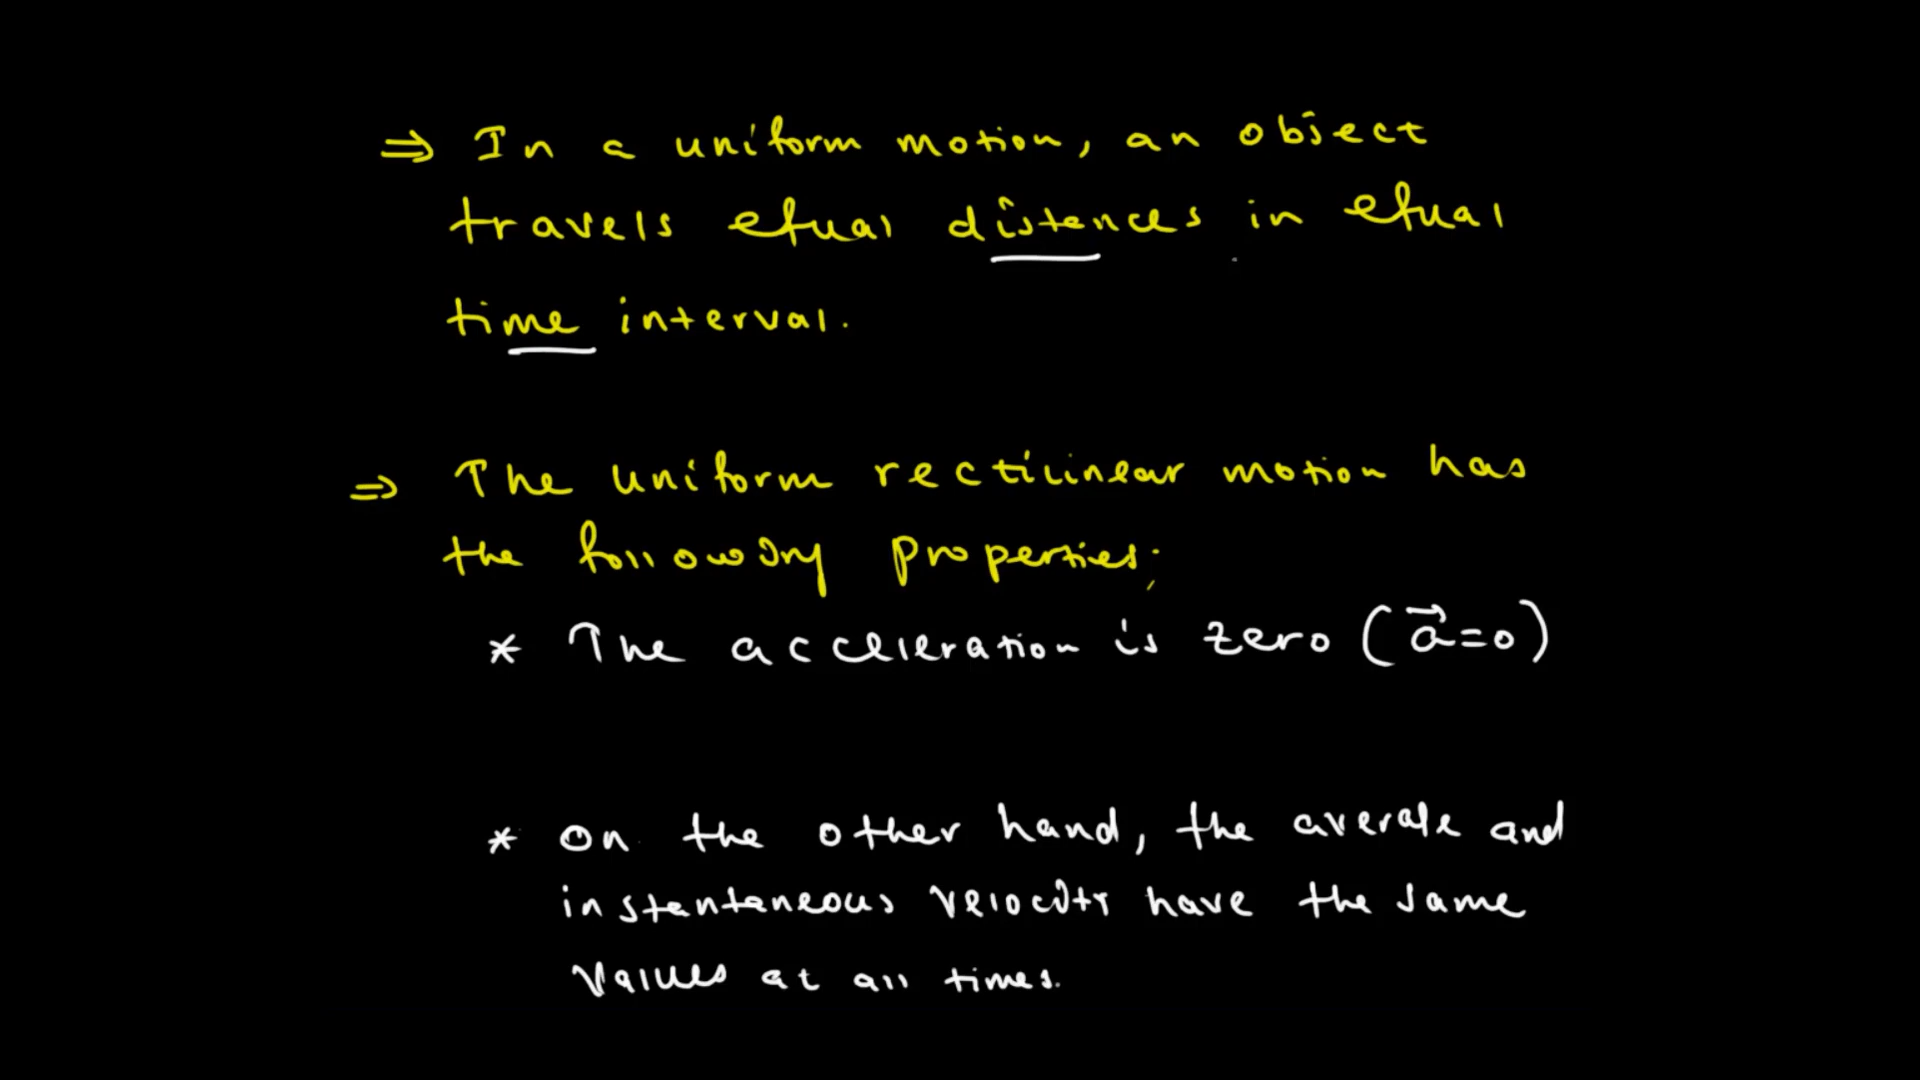 ⇒ In a uniform motion, an object
travels equal distances in equal
time interval.
⇒ The uniform rectilinear motion has
the following properties;
* The acceleration is zero (a⃗=0)
* On the other hand, the average and
instantaneous velocity have the same
values at all times.